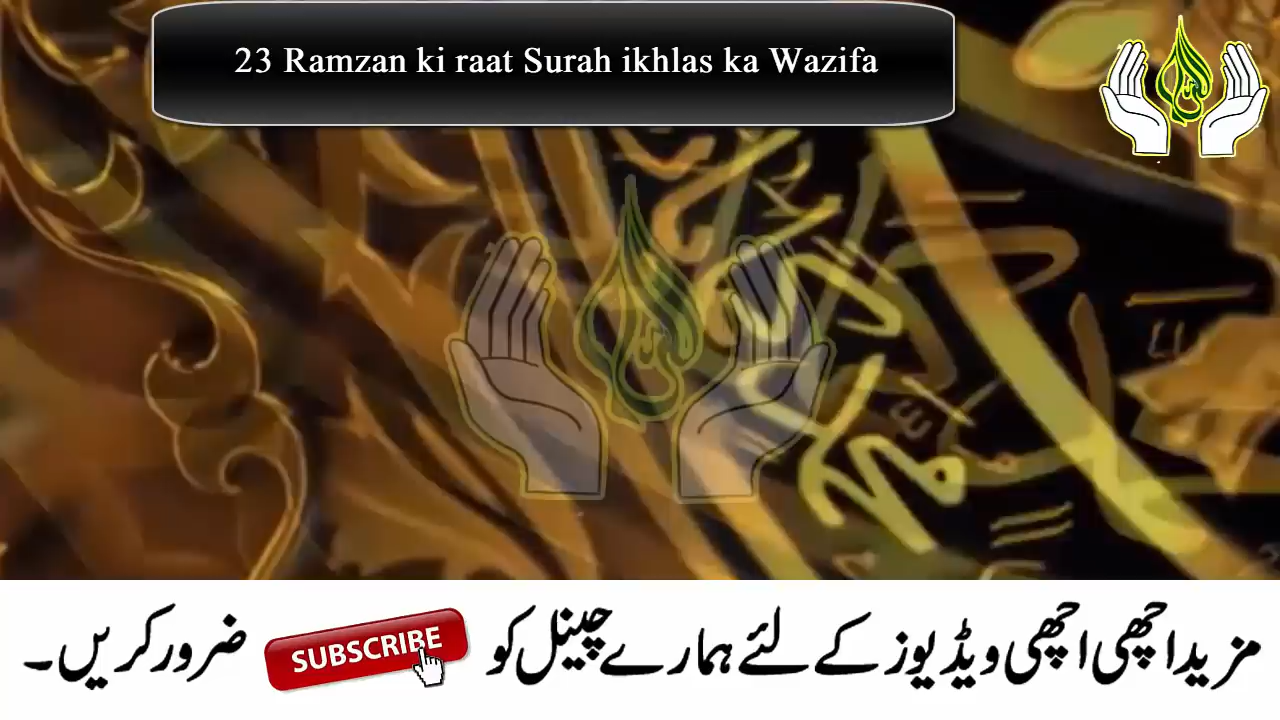 23 Ramzan ki raat Surah ikhlas ka Wazifa
مزید اچھی اچھی ویڈیوز کے لئے ہمارے چینل کو SUBSCRIBE ضرور کریں۔